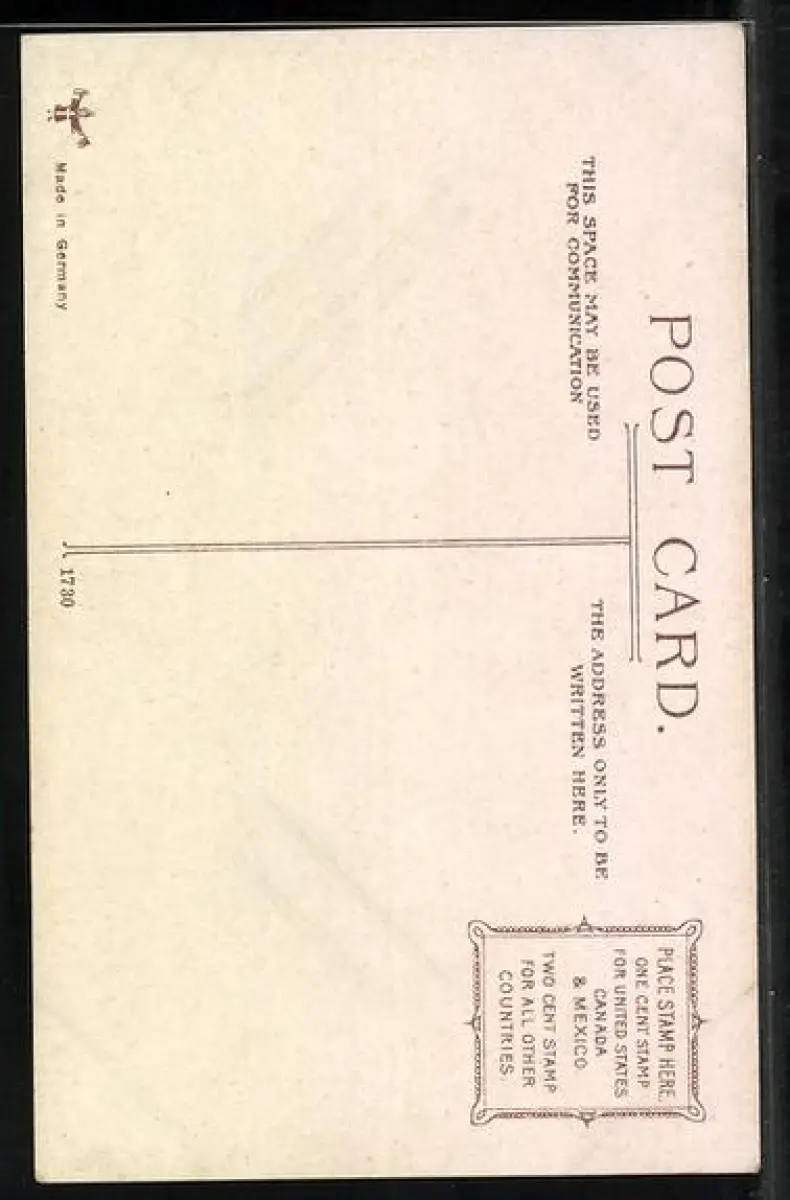 POST CARD.
THIS SPACE MAY BE USED
FOR COMMUNICATION
THE ADDRESS ONLY TO BE
WRITTEN HERE.
PLACE STAMP HERE.
ONE CENT STAMP
FOR UNITED STATES
CANADA
& MEXICO
TWO CENT STAMP
FOR ALL OTHER
COUNTRIES.
Made in Germany
1730